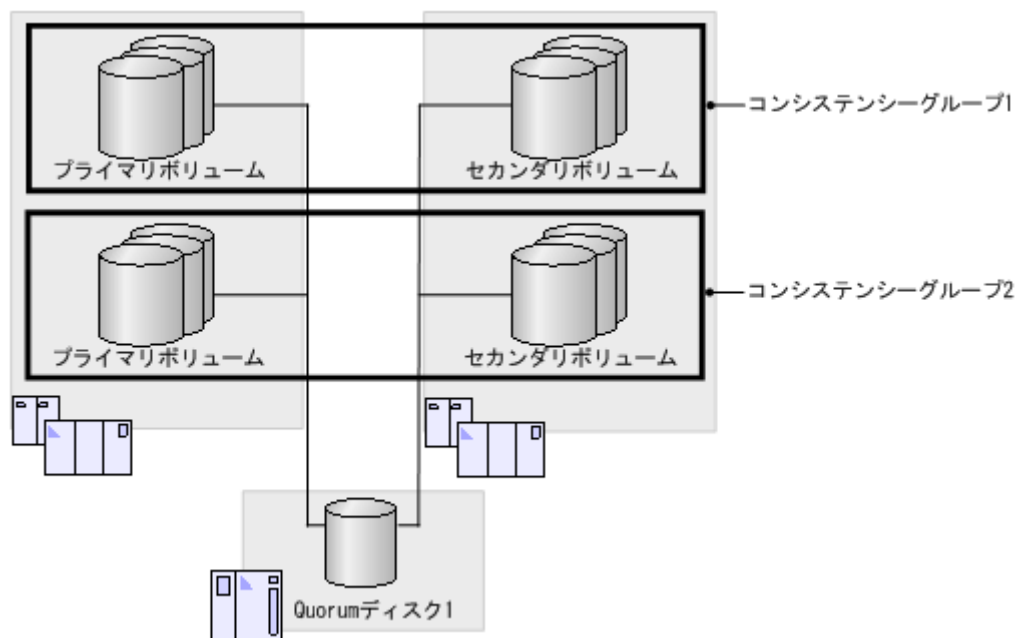 コンシステンシーグループ1
プライマリボリューム
セカンダリボリューム
コンシステンシーグループ2
プライマリボリューム
セカンダリボリューム
Quorumディスク1